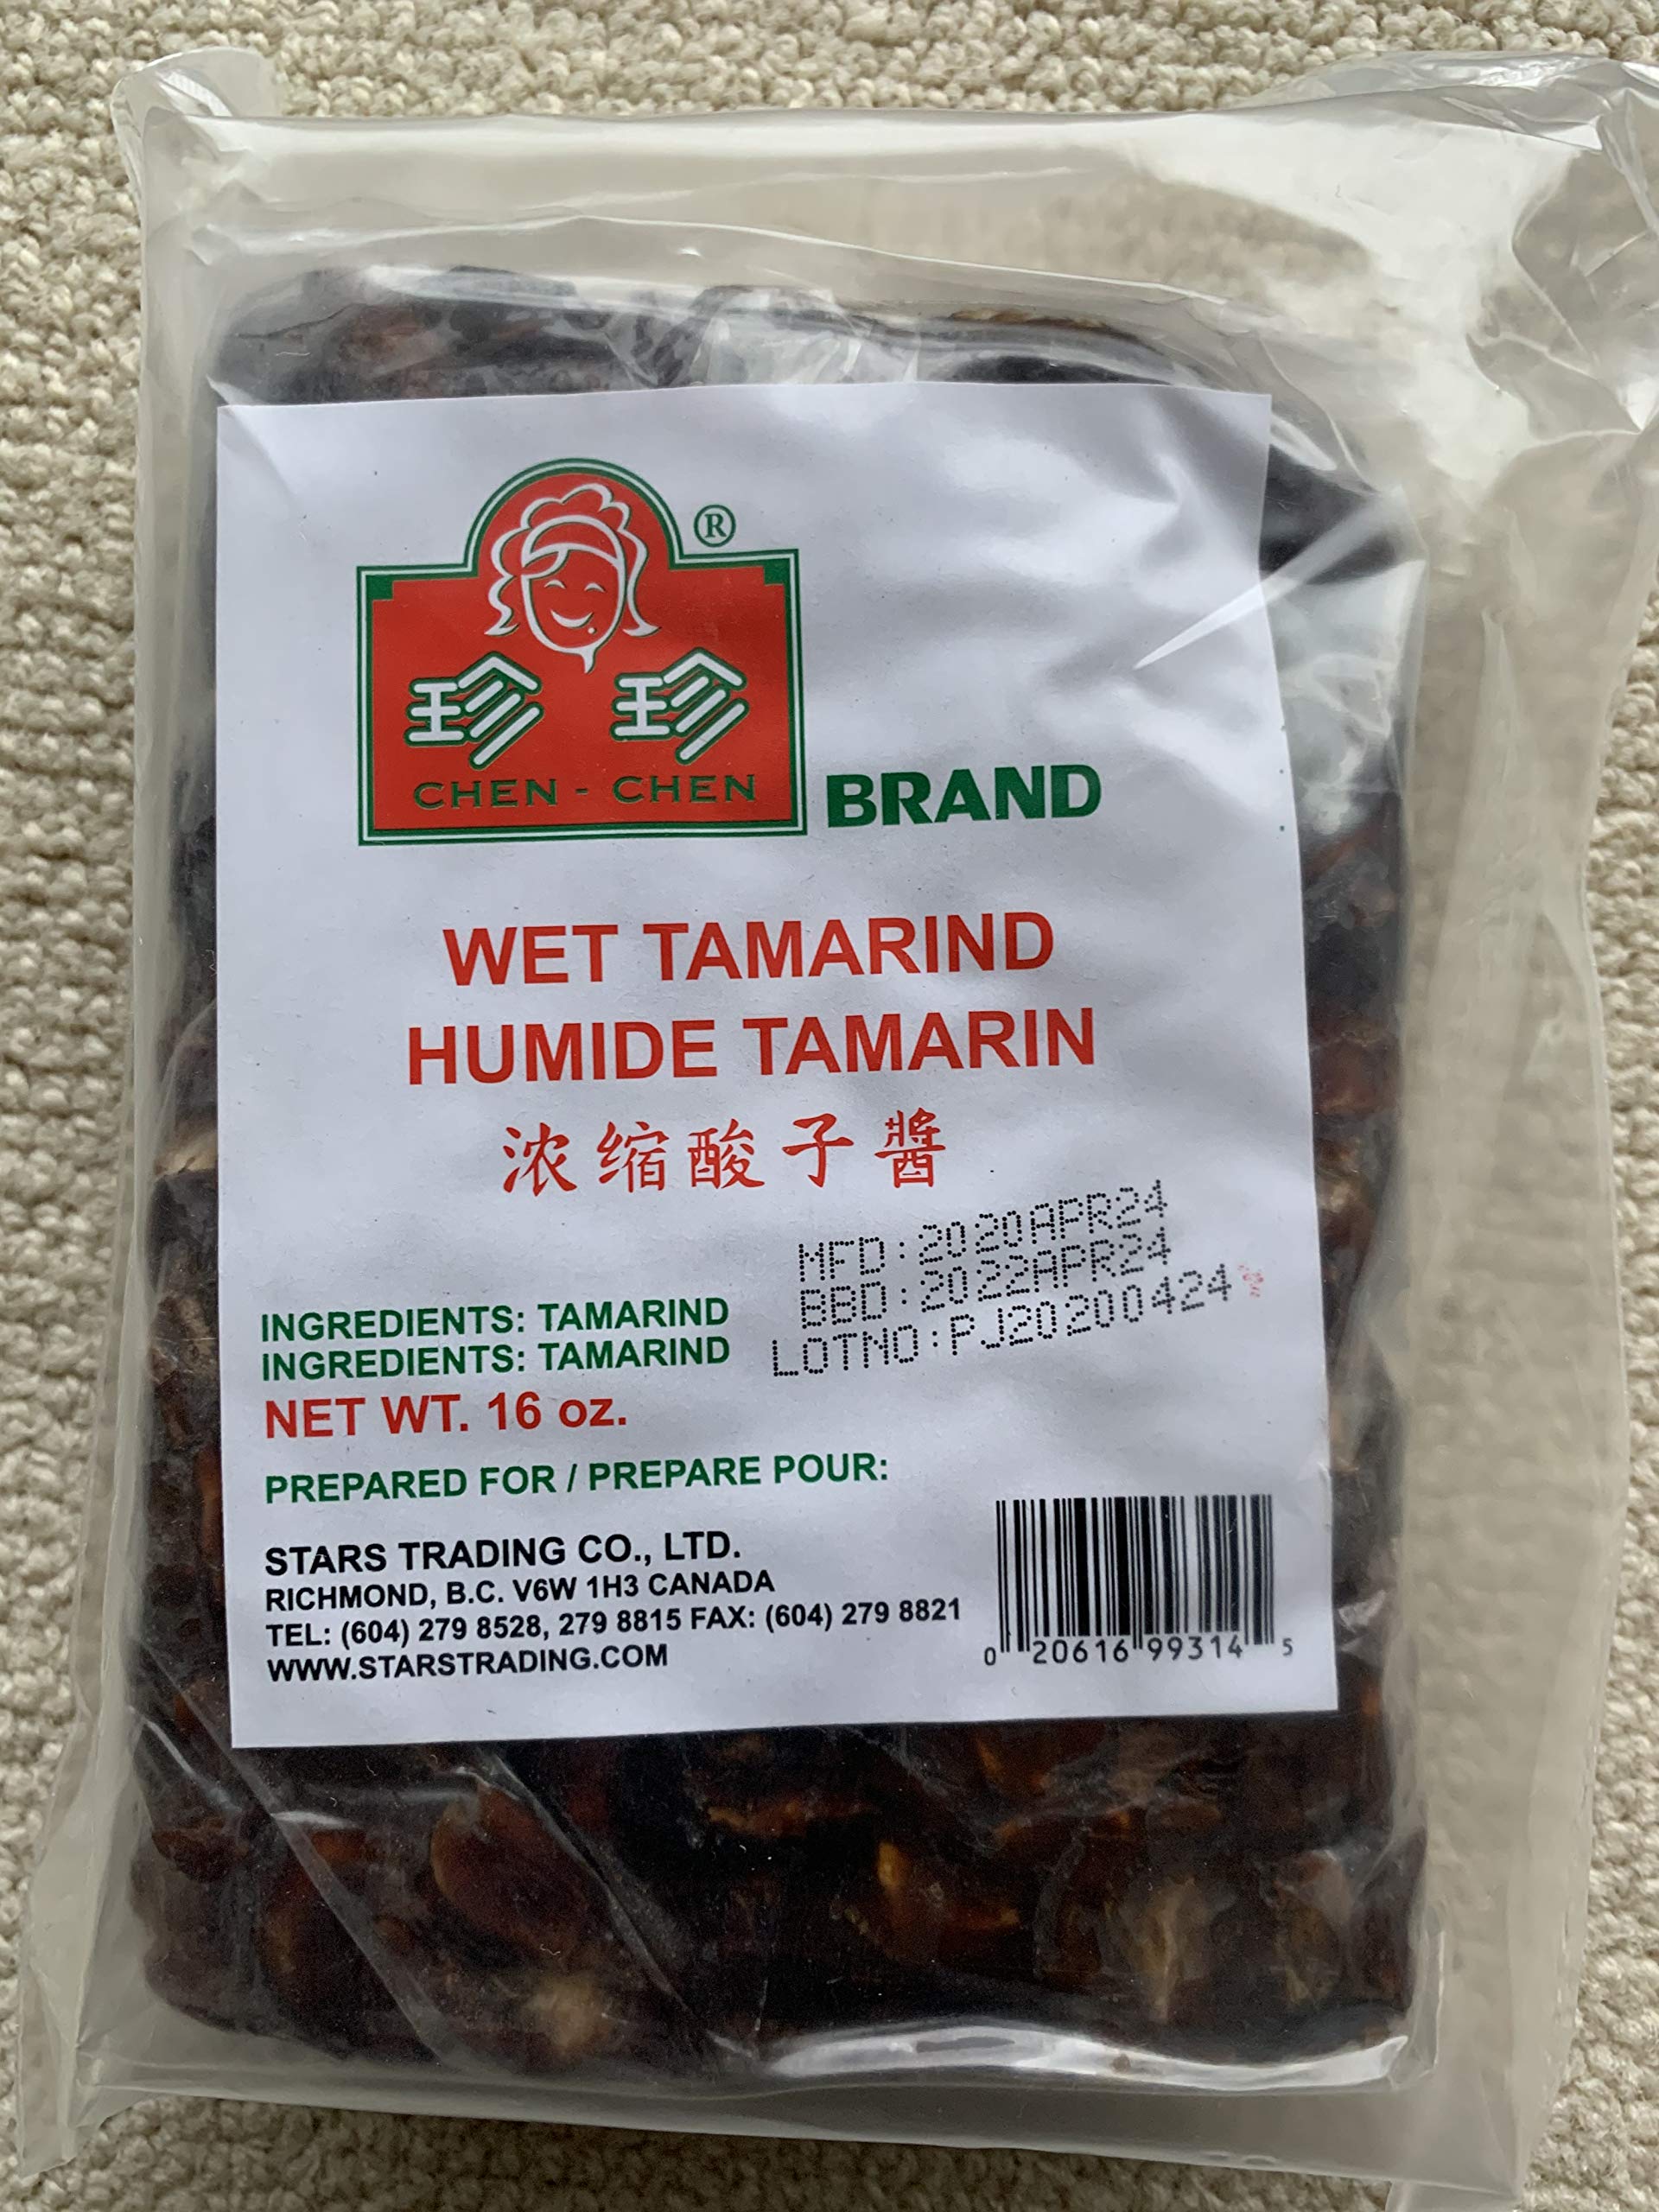 ®
珍 珍
CHEN - CHEN
BRAND
WET TAMARIND
HUMIDE TAMARIN
浓缩酸子醬
MFD:2020APR24
BBD:2022APR24
LOTNO:PJ20200424
INGREDIENTS: TAMARIND
INGREDIENTS: TAMARIND
NET WT. 16 oz.
PREPARED FOR / PREPARE POUR:
STARS TRADING CO., LTD.
RICHMOND, B.C. V6W 1H3 CANADA
TEL: (604) 279 8528, 279 8815 FAX: (604) 279 8821
WWW.STARSTRADING.COM
0 20616 99314 5